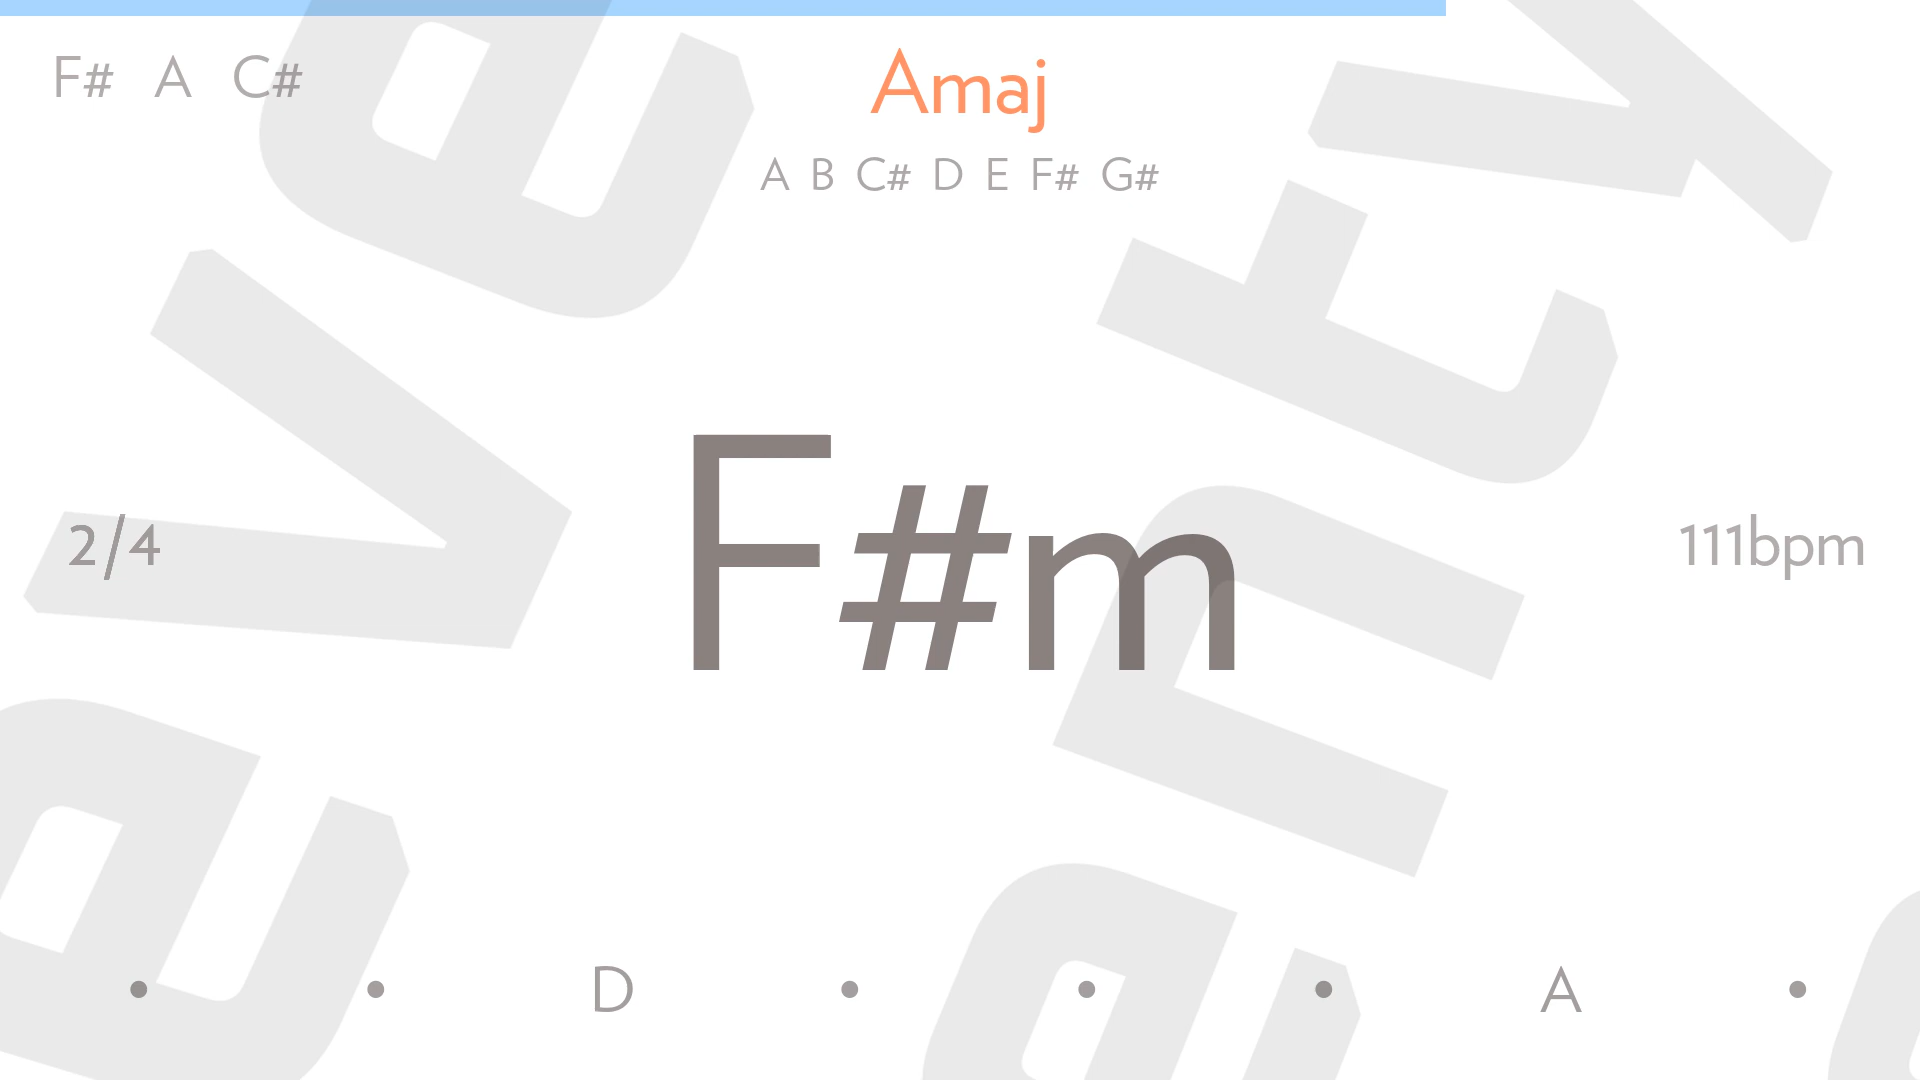 F# A C#
Amaj
A B C# D E F# G#
F#m
2/4
111bpm
• • D • • • A •